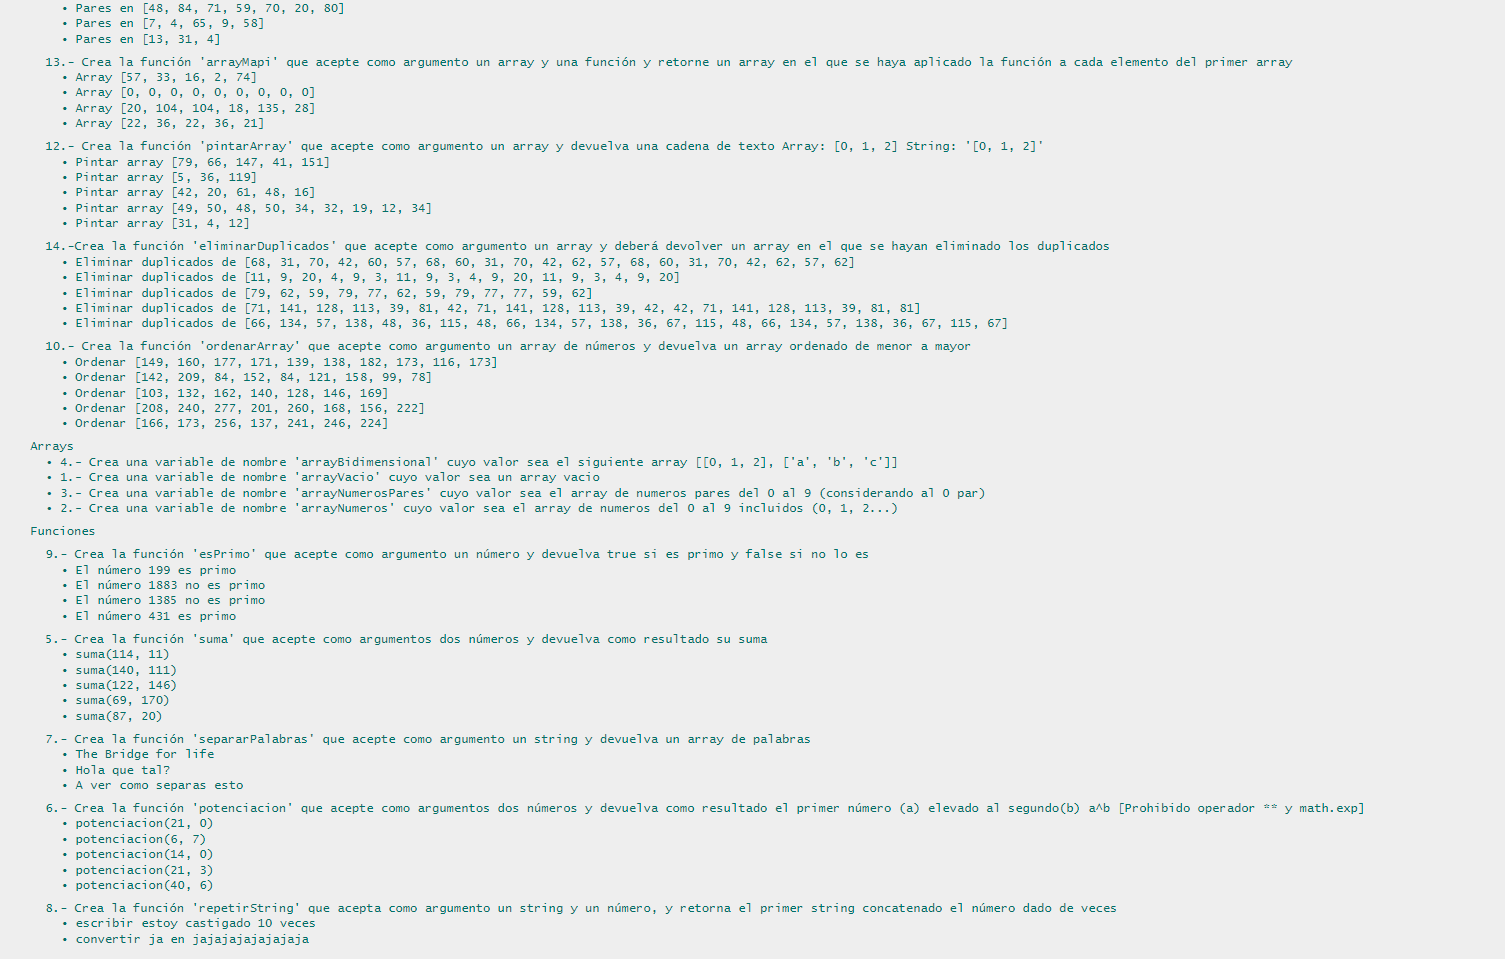 • Pares en [48, 84, 71, 59, 70, 20, 80]
• Pares en [7, 4, 65, 9, 58]
• Pares en [13, 31, 4]
13.- Crea la función 'arrayMapi' que acepte como argumento un array y una función y retorne un array en el que se haya aplicado la función a cada elemento del primer array
• Array [57, 33, 16, 2, 74]
• Array [0, 0, 0, 0, 0, 0, 0, 0, 0]
• Array [20, 104, 104, 18, 135, 28]
• Array [22, 36, 22, 36, 21]
12.- Crea la función 'pintarArray' que acepte como argumento un array y devuelva una cadena de texto Array: [0, 1, 2] String: '[0, 1, 2]'
• Pintar array [79, 66, 147, 41, 151]
• Pintar array [5, 36, 119]
• Pintar array [42, 20, 61, 48, 16]
• Pintar array [49, 50, 48, 50, 34, 32, 19, 12, 34]
• Pintar array [31, 4, 12]
14.-Crea la función 'eliminarDuplicados' que acepte como argumento un array y deberá devolver un array en el que se hayan eliminado los duplicados
• Eliminar duplicados de [68, 31, 70, 42, 60, 57, 68, 60, 31, 70, 42, 62, 57, 68, 60, 31, 70, 42, 62, 57, 62]
• Eliminar duplicados de [11, 9, 20, 4, 9, 3, 11, 9, 3, 4, 9, 20, 11, 9, 3, 4, 9, 20]
• Eliminar duplicados de [79, 62, 59, 79, 77, 62, 59, 79, 77, 77, 59, 62]
• Eliminar duplicados de [71, 141, 128, 113, 39, 81, 42, 71, 141, 128, 113, 39, 42, 42, 71, 141, 128, 113, 39, 81, 81]
• Eliminar duplicados de [66, 134, 57, 138, 48, 36, 115, 48, 66, 134, 57, 138, 36, 67, 115, 48, 66, 134, 57, 138, 36, 67, 115, 67]
10.- Crea la función 'ordenarArray' que acepte como argumento un array de números y devuelva un array ordenado de menor a mayor
• Ordenar [149, 160, 177, 171, 139, 138, 182, 173, 116, 173]
• Ordenar [142, 209, 84, 152, 84, 121, 158, 99, 78]
• Ordenar [103, 132, 162, 140, 128, 146, 169]
• Ordenar [208, 240, 277, 201, 260, 168, 156, 222]
• Ordenar [166, 173, 256, 137, 241, 246, 224]
Arrays
• 4.- Crea una variable de nombre 'arrayBidimensional' cuyo valor sea el siguiente array [[0, 1, 2], ['a', 'b', 'c']]
• 1.- Crea una variable de nombre 'arrayVacio' cuyo valor sea un array vacio
• 3.- Crea una variable de nombre 'arrayNumerosPares' cuyo valor sea el array de numeros pares del 0 al 9 (considerando al 0 par)
• 2.- Crea una variable de nombre 'arrayNumeros' cuyo valor sea el array de numeros del 0 al 9 incluidos (0, 1, 2...)
Funciones
9.- Crea la función 'esPrimo' que acepte como argumento un número y devuelva true si es primo y false si no lo es
• El número 199 es primo
• El número 1883 no es primo
• El número 1385 no es primo
• El número 431 es primo
5.- Crea la función 'suma' que acepte como argumentos dos números y devuelva como resultado su suma
• suma(114, 11)
• suma(140, 111)
• suma(122, 146)
• suma(69, 170)
• suma(87, 20)
7.- Crea la función 'separarPalabras' que acepte como argumento un string y devuelva un array de palabras
• The Bridge for life
• Hola que tal?
• A ver como separas esto
6.- Crea la función 'potenciacion' que acepte como argumentos dos números y devuelva como resultado el primer número (a) elevado al segundo(b) a^b [Prohibido operador ** y math.exp]
• potenciacion(21, 0)
• potenciacion(6, 7)
• potenciacion(14, 0)
• potenciacion(21, 3)
• potenciacion(40, 6)
8.- Crea la función 'repetirString' que acepta como argumento un string y un número, y retorna el primer string concatenado el número dado de veces
• escribir estoy castigado 10 veces
• convertir ja en jajajajajajajaja